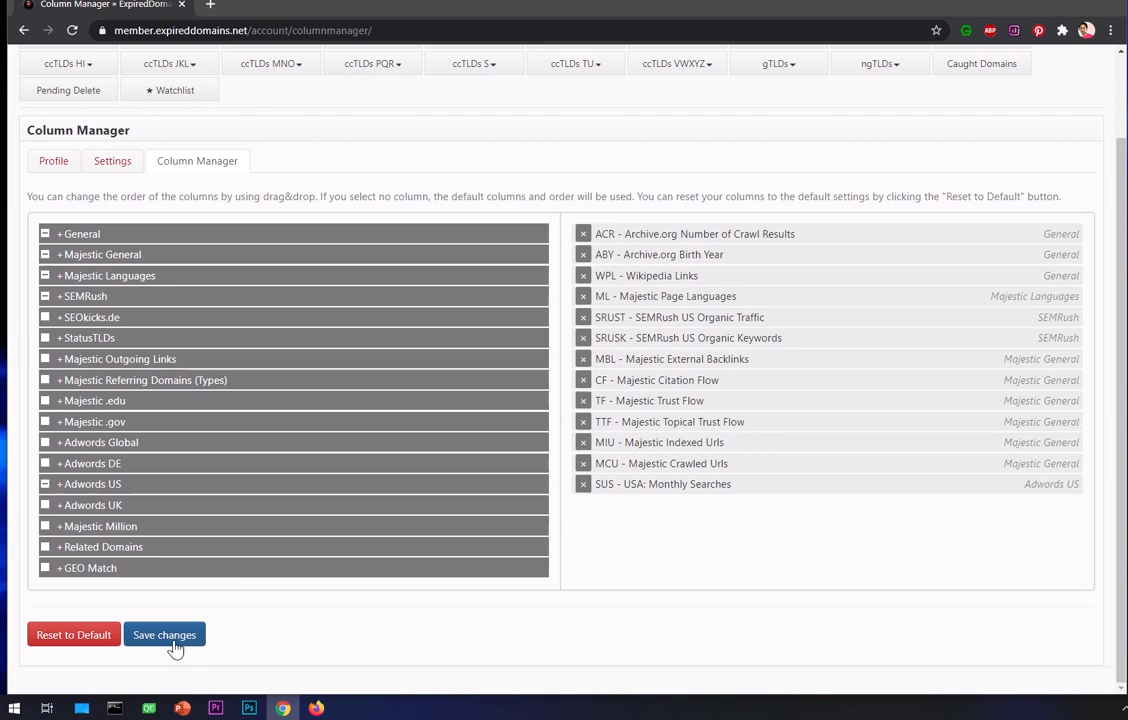 Column Manager » ExpiredDoma
member.expireddomains.net/account/columnmanager/
ABP
ccTLDs HI
ccTLDs JKL
ccTLDs MNO
ccTLDs PQR
ccTLDs S
ccTLDs TU
ccTLDs VWXYZ
gTLDs
ngTLDs
Caught Domains
Pending Delete
★ Watchlist
Column Manager
Profile
Settings
Column Manager
You can change the order of the columns by using drag&drop. If you select no column, the default columns and order will be used. You can reset your columns to the default settings by clicking the "Reset to Default" button.
+ General
+ Majestic General
+ Majestic Languages
+ SEMRush
+ SEOkicks.de
+ StatusTLDs
+ Majestic Outgoing Links
+ Majestic Referring Domains (Types)
+ Majestic .edu
+ Majestic .gov
+ Adwords Global
+ Adwords DE
+ Adwords US
+ Adwords UK
+ Majestic Million
+ Related Domains
+ GEO Match
× ACR - Archive.org Number of Crawl Results General
× ABY - Archive.org Birth Year General
× WPL - Wikipedia Links General
× ML - Majestic Page Languages Majestic Languages
× SRUST - SEMRush US Organic Traffic SEMRush
× SRUSK - SEMRush US Organic Keywords SEMRush
× MBL - Majestic External Backlinks Majestic General
× CF - Majestic Citation Flow Majestic General
× TF - Majestic Trust Flow Majestic General
× TTF - Majestic Topical Trust Flow Majestic General
× MIU - Majestic Indexed Urls Majestic General
× MCU - Majestic Crawled Urls Majestic General
× SUS - USA: Monthly Searches Adwords US
Reset to Default
Save changes
QC
Pr
Ps